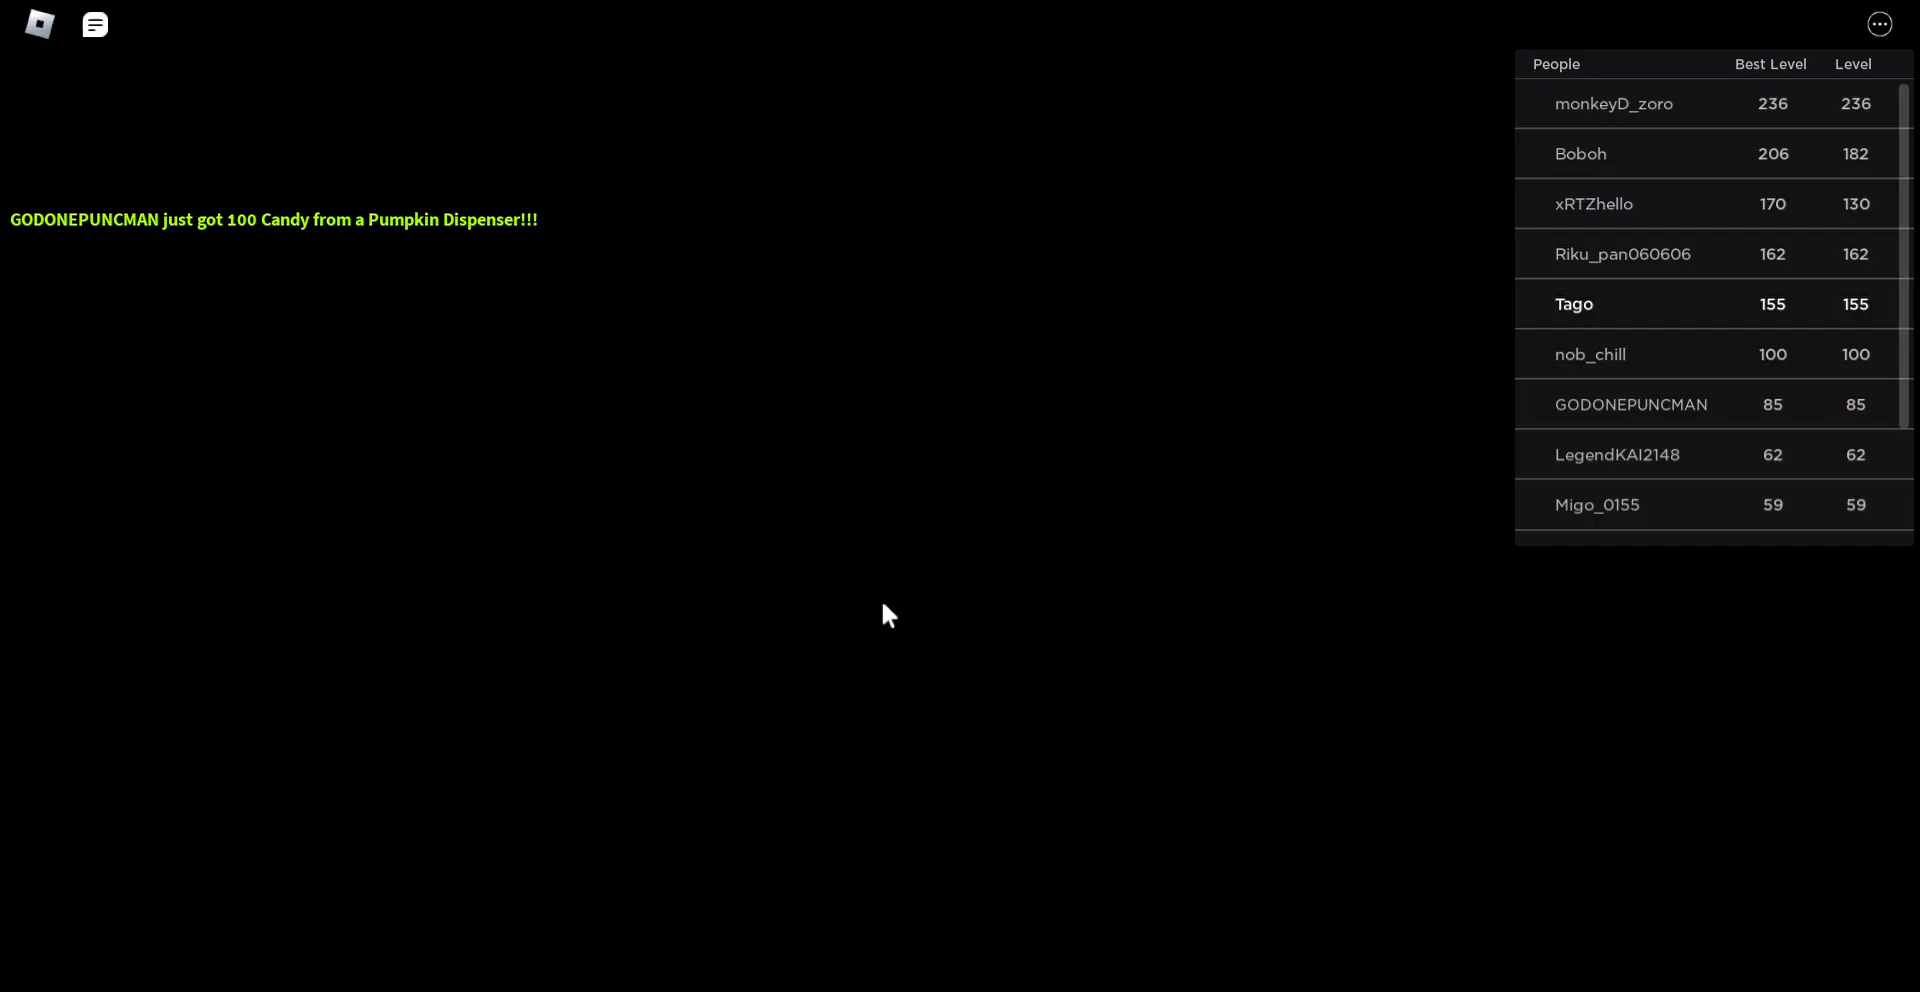 GODONEPUNCMAN just got 100 Candy from a Pumpkin Dispenser!!!
People Best Level Level
monkeyD_zoro 236 236
Boboh 206 182
xRTZhello 170 130
Riku_pan060606 162 162
Tago 155 155
nob_chill 100 100
GODONEPUNCMAN 85 85
LegendKAI2148 62 62
Migo_0155 59 59